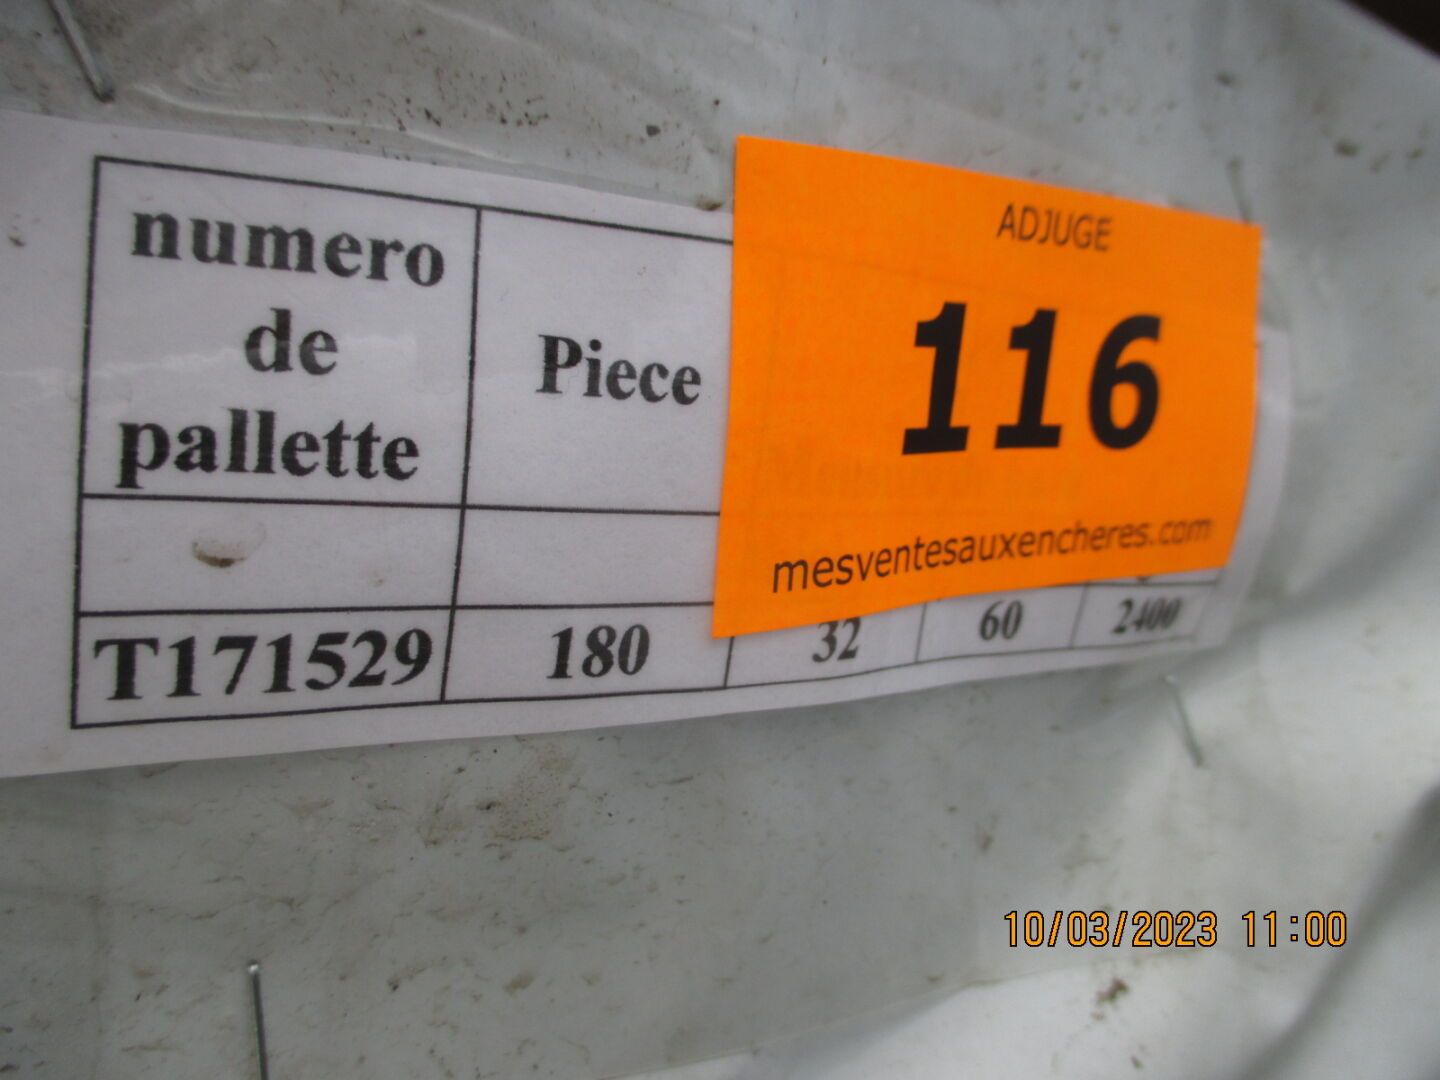 numero
de
pallette
Piece
T171529
180
32
60
2400
ADJUGE
116
mesventesauxencheres.com
10/03/2023 11:00